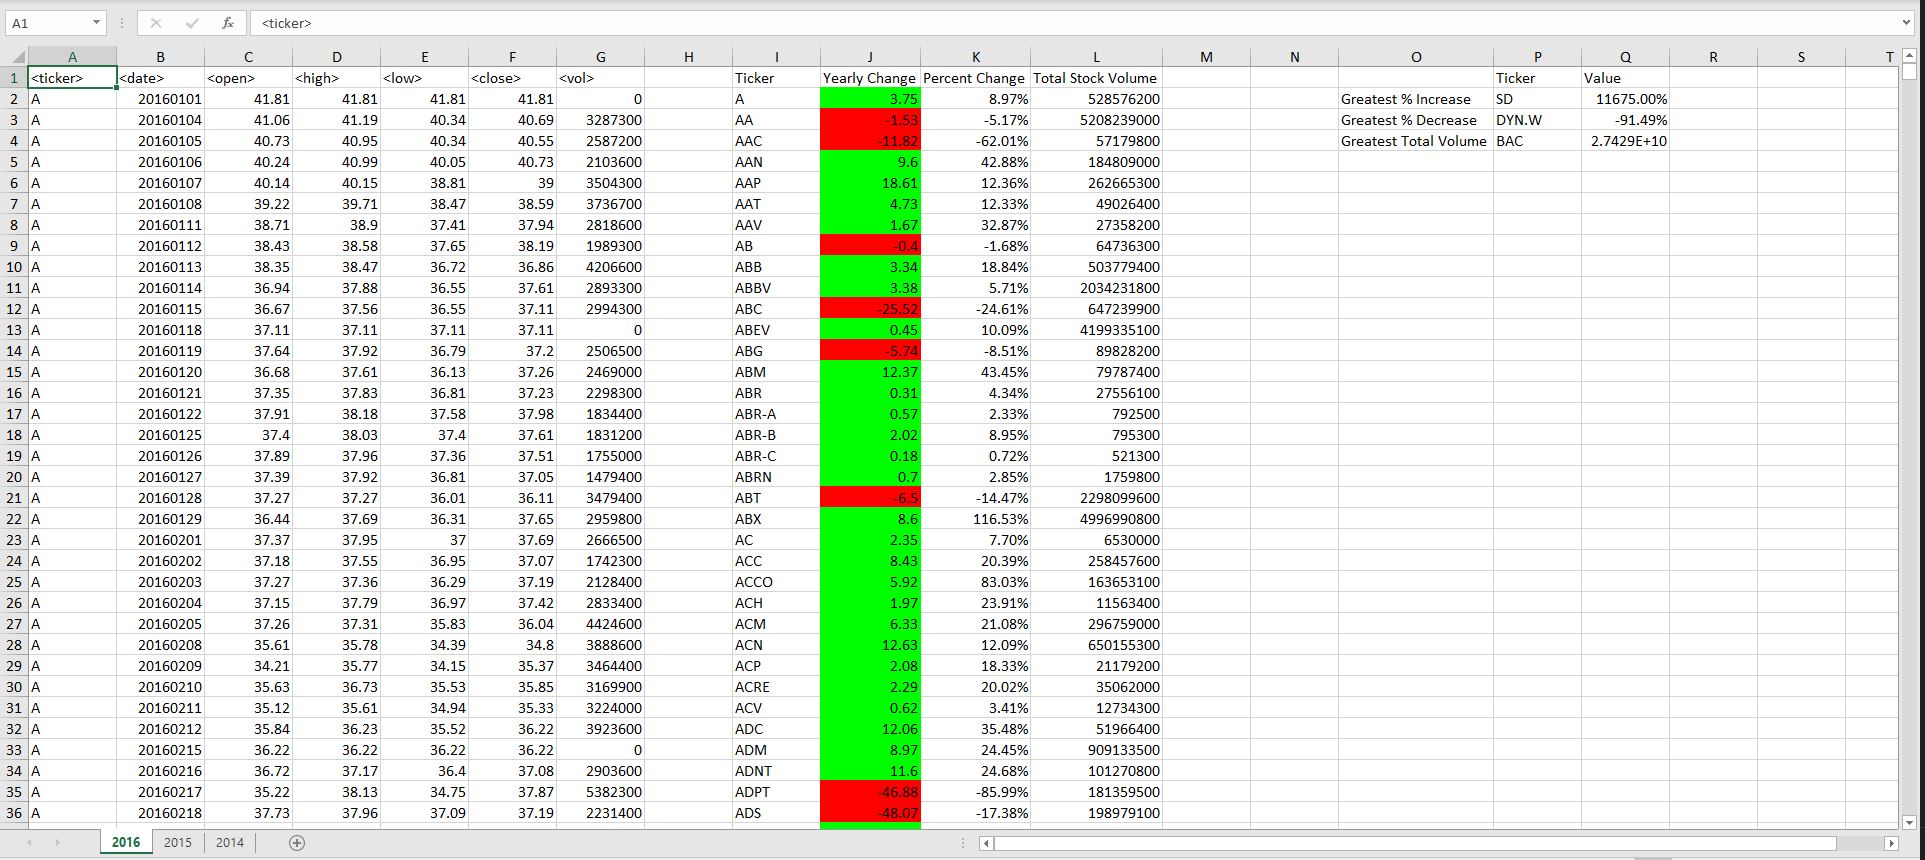 A1 fx <ticker>
A B C D E F G H I J K L M N O P Q R S T
1 <ticker> <date> <open> <high> <low> <close> <vol> Ticker Yearly Change Percent Change Total Stock Volume Ticker Value
2 A 20160101 41.81 41.81 41.81 41.81 0 A 3.75 8.97% 528576200 Greatest % Increase SD 11675.00%
3 A 20160104 41.06 41.19 40.34 40.69 3287300 AA -1.53 -5.17% 5208239000 Greatest % Decrease DYN.W -91.49%
4 A 20160105 40.73 40.95 40.34 40.55 2587200 AAC -11.82 -62.01% 57179800 Greatest Total Volume BAC 2.7429E+10
5 A 20160106 40.24 40.99 40.05 40.73 2103600 AAN 9.6 42.88% 184809000
6 A 20160107 40.14 40.15 38.81 39 3504300 AAP 18.61 12.36% 262665300
7 A 20160108 39.22 39.71 38.47 38.59 3736700 AAT 4.73 12.33% 49026400
8 A 20160111 38.71 38.9 37.41 37.94 2818600 AAV 1.67 32.87% 27358200
9 A 20160112 38.43 38.58 37.65 38.19 1989300 AB -0.4 -1.68% 64736300
10 A 20160113 38.35 38.47 36.72 36.86 4206600 ABB 3.34 18.84% 503779400
11 A 20160114 36.94 37.88 36.55 37.61 2893300 ABBV 3.38 5.71% 2034231800
12 A 20160115 36.67 37.56 36.55 37.11 2994300 ABC -25.52 -24.61% 647239900
13 A 20160118 37.11 37.11 37.11 37.11 0 ABEV 0.45 10.09% 4199335100
14 A 20160119 37.64 37.92 36.79 37.2 2506500 ABG -5.74 -8.51% 89828200
15 A 20160120 36.68 37.61 36.13 37.26 2469000 ABM 12.37 43.45% 79787400
16 A 20160121 37.35 37.83 36.81 37.23 2298300 ABR 0.31 4.34% 27556100
17 A 20160122 37.91 38.18 37.58 37.98 1834400 ABR-A 0.57 2.33% 792500
18 A 20160125 37.4 38.03 37.4 37.61 1831200 ABR-B 2.02 8.95% 795300
19 A 20160126 37.89 37.96 37.36 37.51 1755000 ABR-C 0.18 0.72% 521300
20 A 20160127 37.39 37.92 36.81 37.05 1479400 ABRN 0.7 2.85% 1759800
21 A 20160128 37.27 37.27 36.01 36.11 3479400 ABT -6.5 -14.47% 2298099600
22 A 20160129 36.44 37.69 36.31 37.65 2959800 ABX 8.6 116.53% 4996990800
23 A 20160201 37.37 37.95 37 37.69 2666500 AC 2.35 7.70% 6530000
24 A 20160202 37.18 37.55 36.95 37.07 1742300 ACC 8.43 20.39% 258457600
25 A 20160203 37.27 37.36 36.29 37.19 2128400 ACCO 5.92 83.03% 163653100
26 A 20160204 37.15 37.79 36.97 37.42 2833400 ACH 1.97 23.91% 11563400
27 A 20160205 37.26 37.31 35.83 36.04 4424600 ACM 6.33 21.08% 296759000
28 A 20160208 35.61 35.78 34.39 34.8 3888600 ACN 12.63 12.09% 650155300
29 A 20160209 34.21 35.77 34.15 35.37 3464400 ACP 2.08 18.33% 21179200
30 A 20160210 35.63 36.73 35.53 35.85 3169900 ACRE 2.29 20.02% 35062000
31 A 20160211 35.12 35.61 34.94 35.33 3224000 ACV 0.62 3.41% 12734300
32 A 20160212 35.84 36.23 35.52 36.22 3923600 ADC 12.06 35.48% 51966400
33 A 20160215 36.22 36.22 36.22 36.22 0 ADM 8.97 24.45% 909133500
34 A 20160216 36.72 37.17 36.4 37.08 2903600 ADNT 11.6 24.68% 101270800
35 A 20160217 35.22 38.13 34.75 37.87 5382300 ADPT -46.88 -85.99% 181359500
36 A 20160218 37.73 37.96 37.09 37.19 2231400 ADS -48.07 -17.38% 198979100
2016 2015 2014